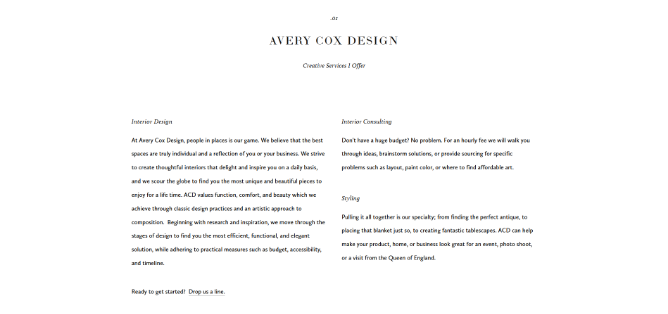 .01
AVERY COX DESIGN
Creative Services I Offer
Interior Design
At Avery Cox Design, people in places is our game. We believe that the best
spaces are truly individual and a reflection of you or your business. We strive
to create thoughtful interiors that delight and inspire you on a daily basis,
and we scour the globe to find you the most unique and beautiful pieces to
enjoy for a life time. ACD values function, comfort, and beauty which we
achieve through classic design practices and an artistic approach to
composition. Beginning with research and inspiration, we move through the
stages of design to find you the most efficient, functional, and elegant
solution, while adhering to practical measures such as budget, accessibility,
and timeline.
Ready to get started? Drop us a line.
Interior Consulting
Don't have a huge budget? No problem. For an hourly fee we will walk you
through ideas, brainstorm solutions, or provide sourcing for specific
problems such as layout, paint color, or where to find affordable art.
Styling
Pulling it all together is our specialty; from finding the perfect antique, to
placing that blanket just so, to creating fantastic tablescapes. ACD can help
make your product, home, or business look great for an event, photo shoot,
or a visit from the Queen of England.